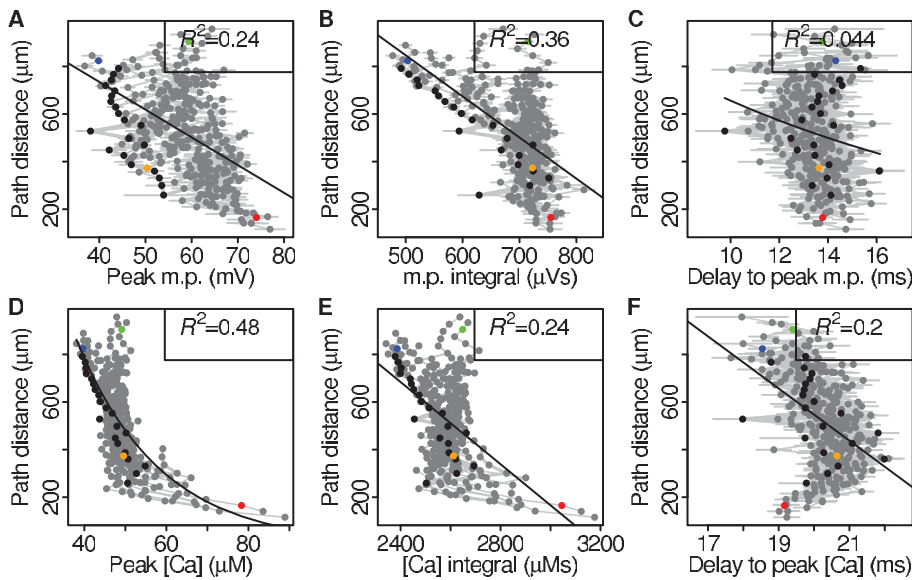 A
B
C
R²=0.24
R²=0.36
R²=0.044
Path distance (μm)
200
600
40 50 60 70 80
Peak m.p. (mV)
Path distance (μm)
200
600
500 600 700 800
m.p. integral (μVs)
Path distance (μm)
200
600
10 12 14 16
Delay to peak m.p. (ms)
D
E
F
R²=0.48
R²=0.24
R²=0.2
Path distance (μm)
200
600
40 60 80
Peak [Ca] (μM)
Path distance (μm)
200
600
2400 2800 3200
[Ca] integral (μMs)
Path distance (μm)
200
600
17 19 21
Delay to peak [Ca] (ms)